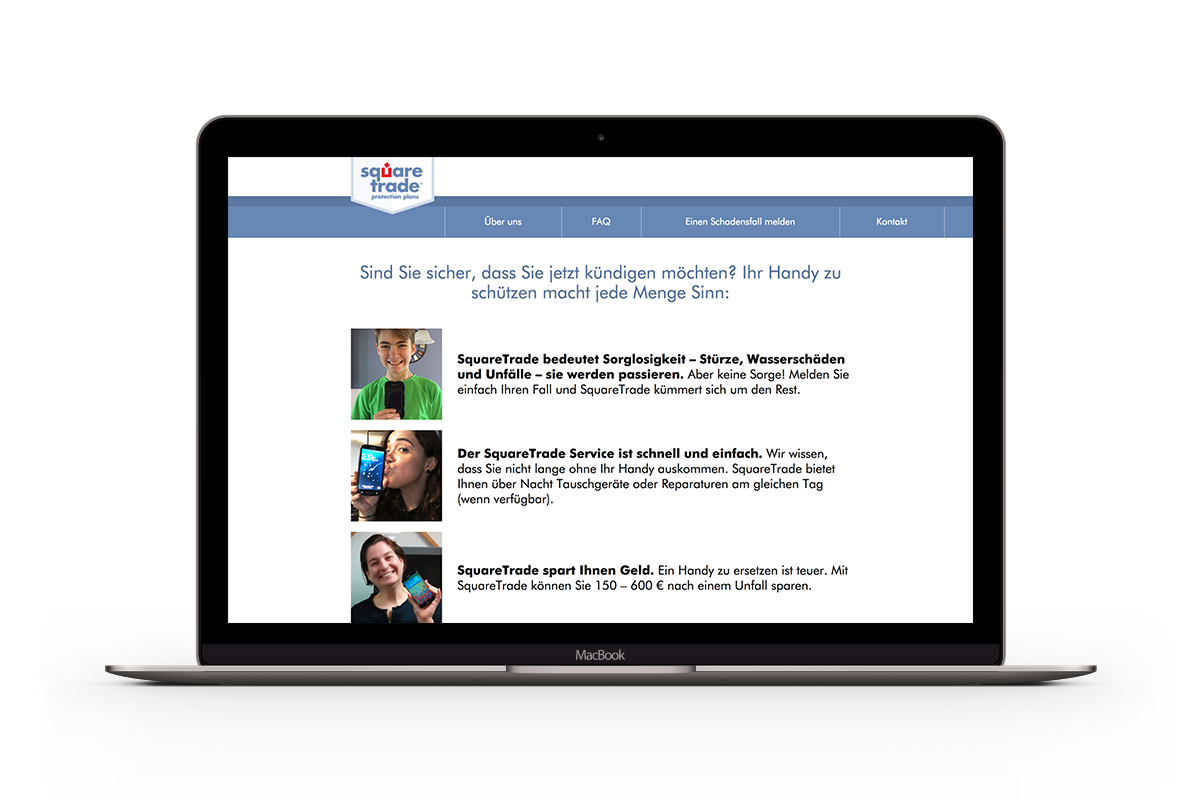 square
trade™
protection plans
Über uns
FAQ
Einen Schadensfall melden
Kontakt
Sind Sie sicher, dass Sie jetzt kündigen möchten? Ihr Handy zu
schützen macht jede Menge Sinn:
SquareTrade bedeutet Sorglosigkeit – Stürze, Wasserschäden
und Unfälle – sie werden passieren. Aber keine Sorge! Melden Sie
einfach Ihren Fall und SquareTrade kümmert sich um den Rest.
Der SquareTrade Service ist schnell und einfach. Wir wissen,
dass Sie nicht lange ohne Ihr Handy auskommen. SquareTrade bietet
Ihnen über Nacht Tauschgeräte oder Reparaturen am gleichen Tag
(wenn verfügbar).
SquareTrade spart Ihnen Geld. Ein Handy zu ersetzen ist teuer. Mit
SquareTrade können Sie 150 – 600 € nach einem Unfall sparen.
MacBook